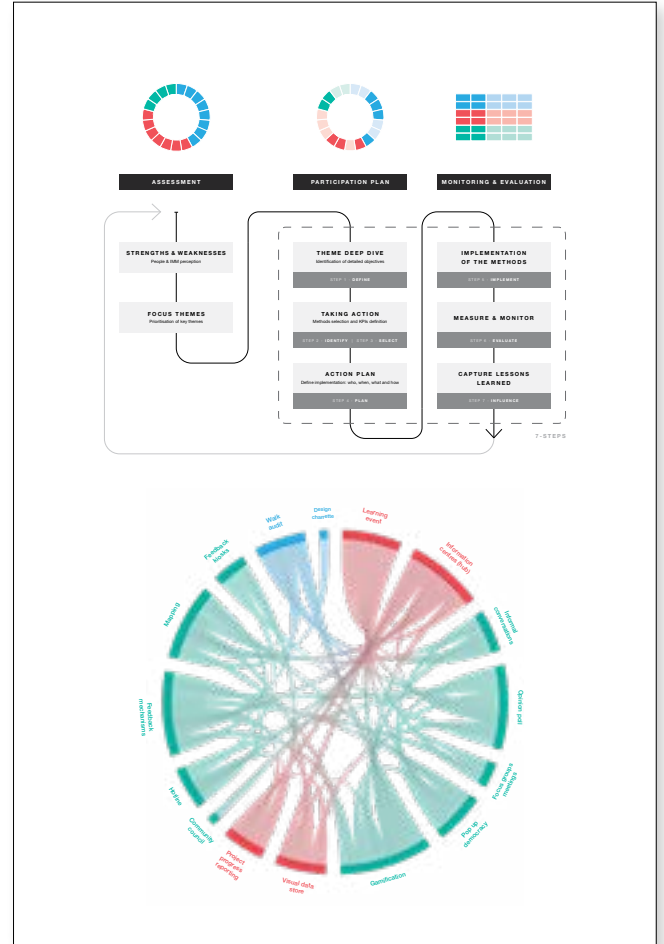 ASSESSMENT
PARTICIPATION PLAN
MONITORING & EVALUATION
STRENGTHS & WEAKNESSES
People & IMM perception
FOCUS THEMES
Prioritisation of key themes
THEME DEEP DIVE
Identification of detailed objectives
STEP 1 · DEFINE
TAKING ACTION
Methods selection and KPIs definition
STEP 2 · IDENTIFY | STEP 3 · SELECT
ACTION PLAN
Define implementation: who, when, what and how
STEP 4 · PLAN
IMPLEMENTATION
OF THE METHODS
STEP 5 · IMPLEMENT
MEASURE & MONITOR
STEP 6 · EVALUATE
CAPTURE LESSONS
LEARNED
STEP 7 · INFLUENCE
7-STEPS
Design
charrette
Learning
event
Information
centre (hub)
Informal
conversations
Opinion poll
Focus groups
meetings
Pop up
democracy
Gamification
Visual data
store
Project
progress
reporting
Community
council
Hotline
Feedback
mechanisms
Mapping
Feedback
kiosks
Walk
audit